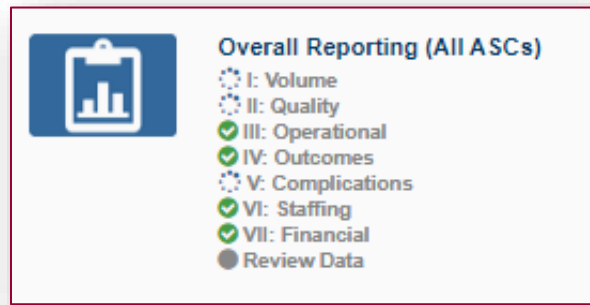 Overall Reporting (All ASCs)
I: Volume
II: Quality
III: Operational
IV: Outcomes
V: Complications
VI: Staffing
VII: Financial
Review Data